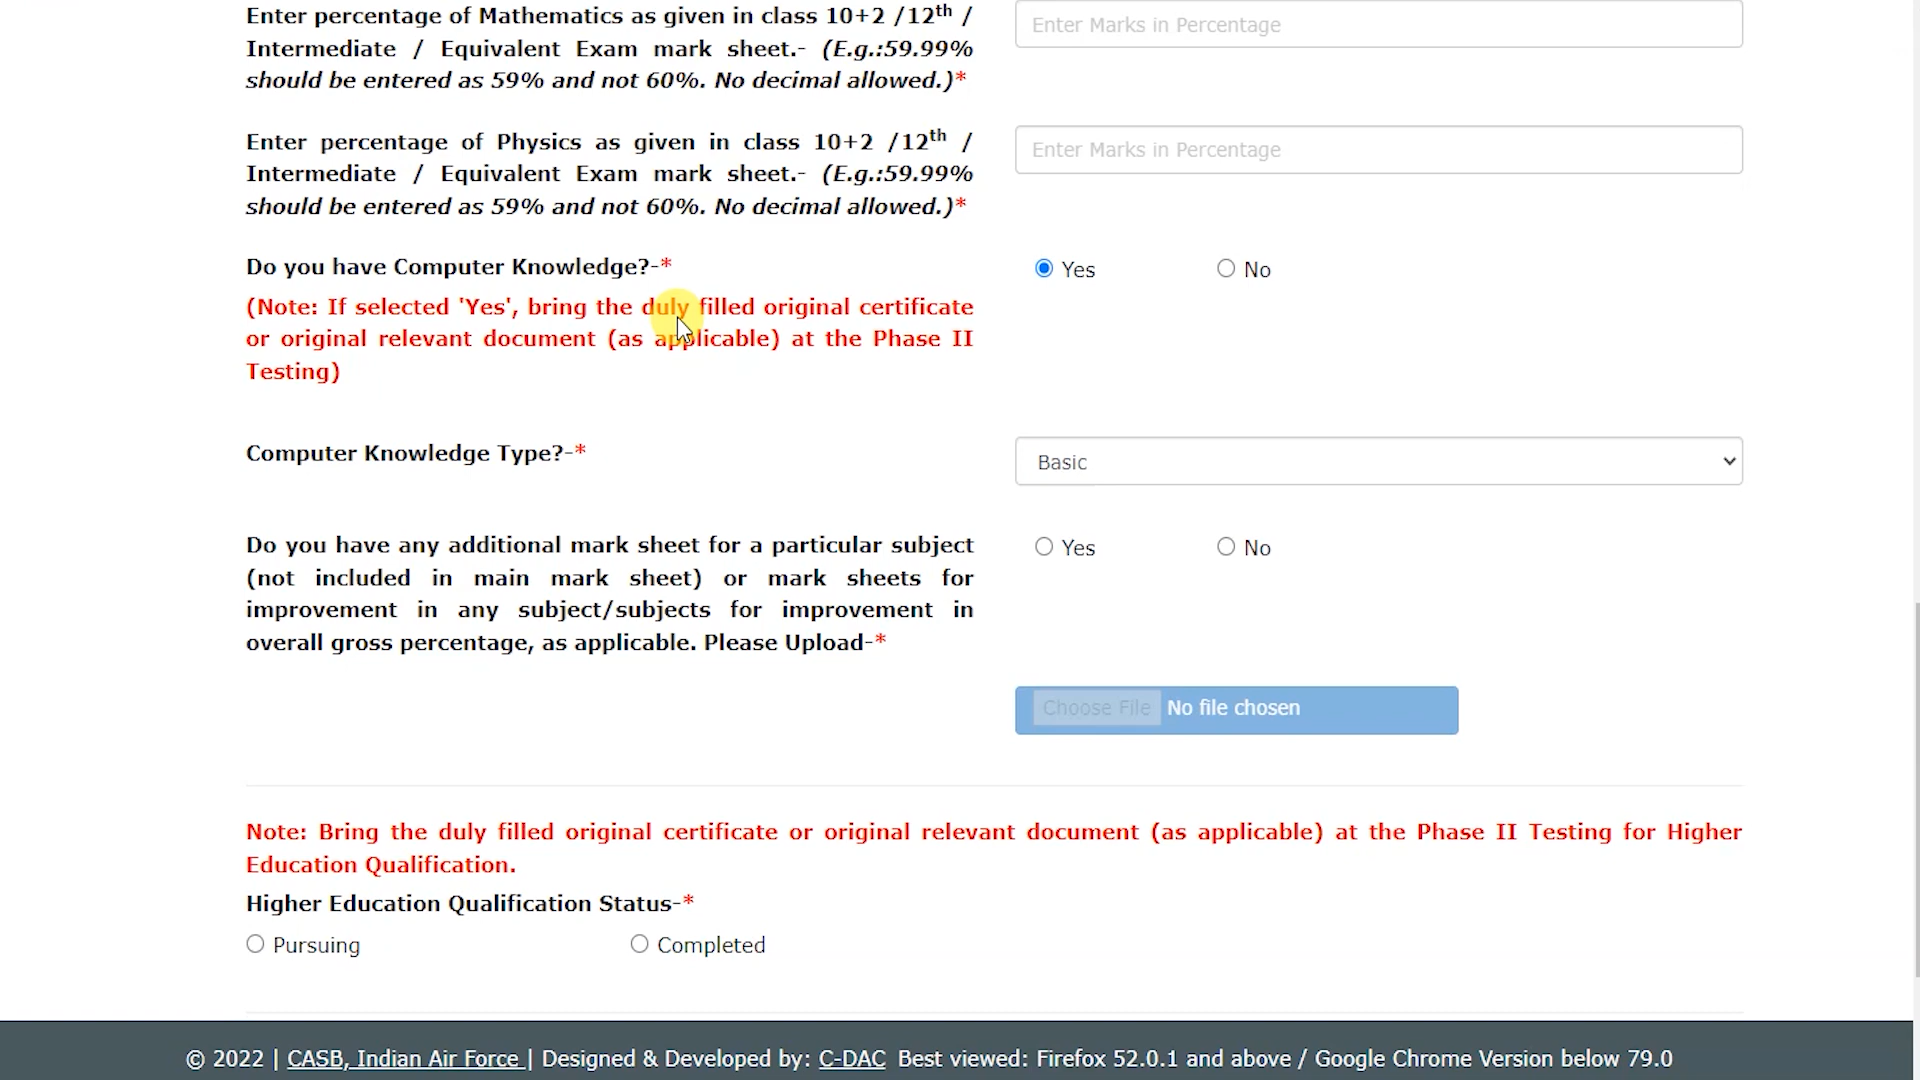 Enter percentage of Mathematics as given in class 10+2 /12th /
Intermediate / Equivalent Exam mark sheet.- (E.g.:59.99%
should be entered as 59% and not 60%. No decimal allowed.)*
Enter Marks in Percentage
Enter percentage of Physics as given in class 10+2 /12th /
Intermediate / Equivalent Exam mark sheet.- (E.g.:59.99%
should be entered as 59% and not 60%. No decimal allowed.)*
Enter Marks in Percentage
Do you have Computer Knowledge?-*
Yes No
(Note: If selected 'Yes', bring the duly filled original certificate
or original relevant document (as applicable) at the Phase II
Testing)
Computer Knowledge Type?-*
Basic
Do you have any additional mark sheet for a particular subject
(not included in main mark sheet) or mark sheets for
improvement in any subject/subjects for improvement in
overall gross percentage, as applicable. Please Upload-*
Yes No
Choose File No file chosen
Note: Bring the duly filled original certificate or original relevant document (as applicable) at the Phase II Testing for Higher
Education Qualification.
Higher Education Qualification Status-*
Pursuing Completed
© 2022 | CASB, Indian Air Force | Designed & Developed by: C-DAC Best viewed: Firefox 52.0.1 and above / Google Chrome Version below 79.0